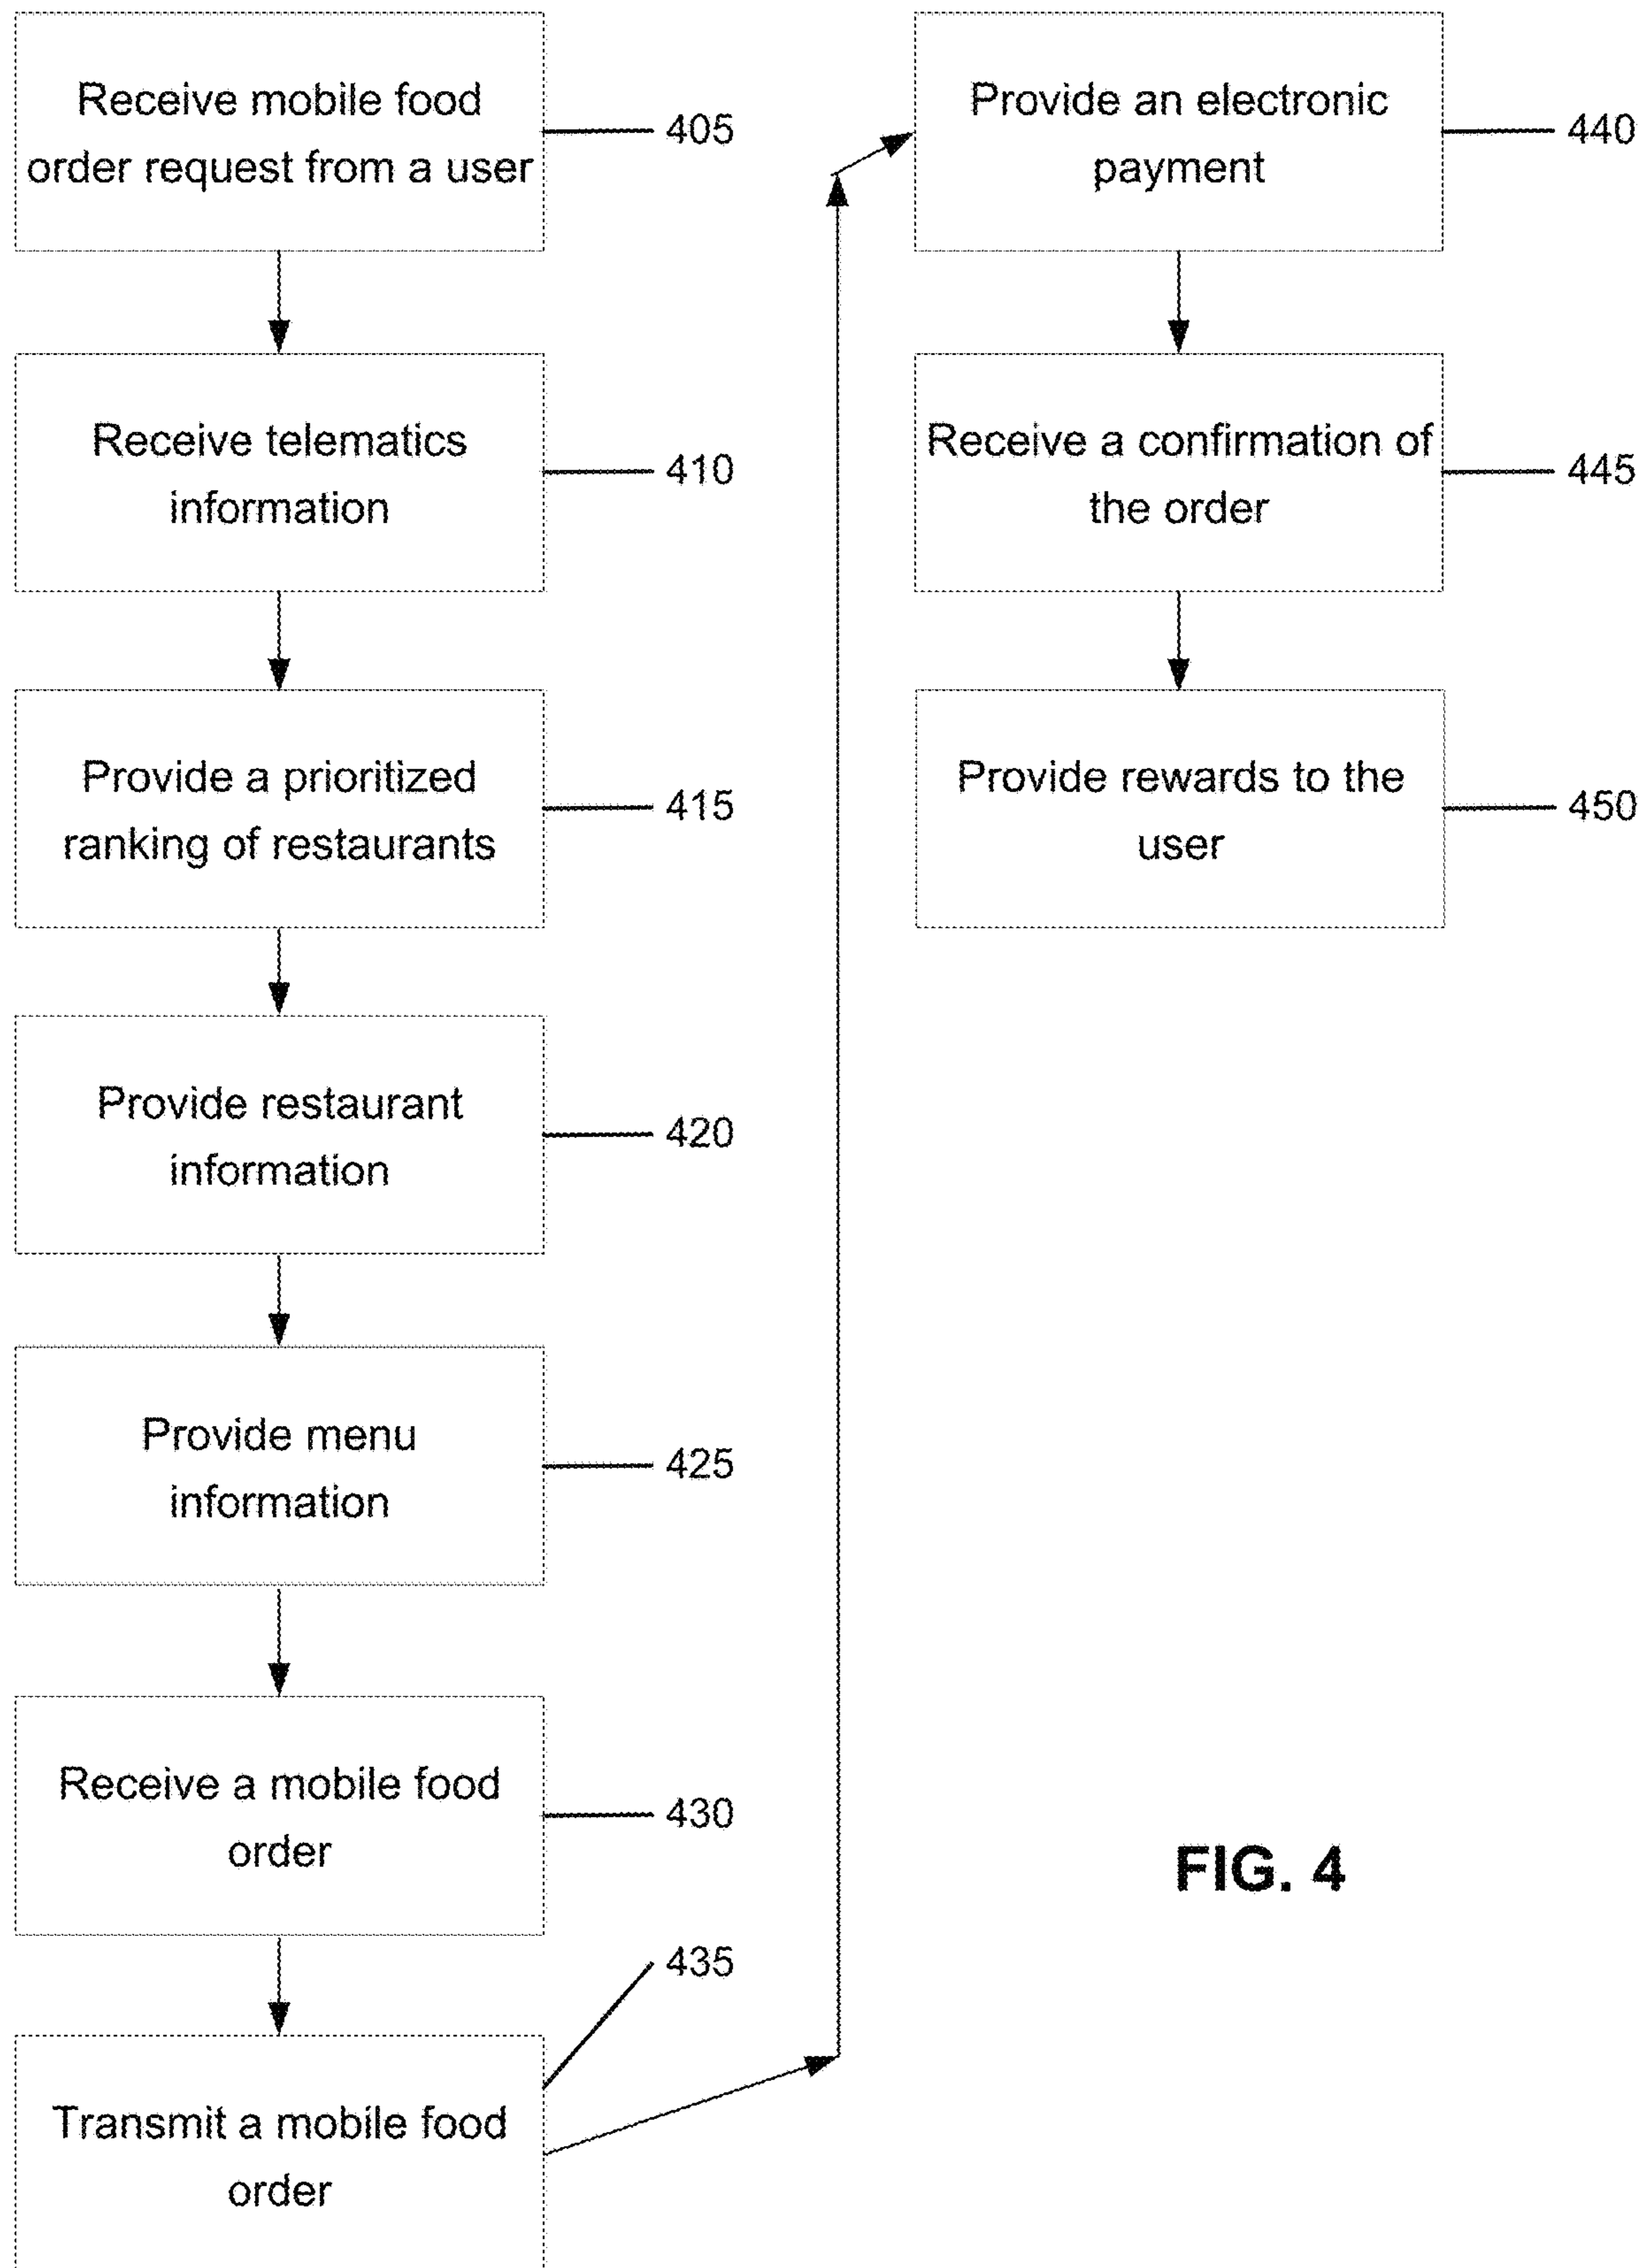 Receive mobile food
order request from a user
405
Receive telematics
information
410
Provide a prioritized
ranking of restaurants
415
Provide restaurant
information
420
Provide menu
information
425
Receive a mobile food
order
430
435
Transmit a mobile food
order
Provide an electronic
payment
440
Receive a confirmation of
the order
445
Provide rewards to the
user
450
FIG. 4